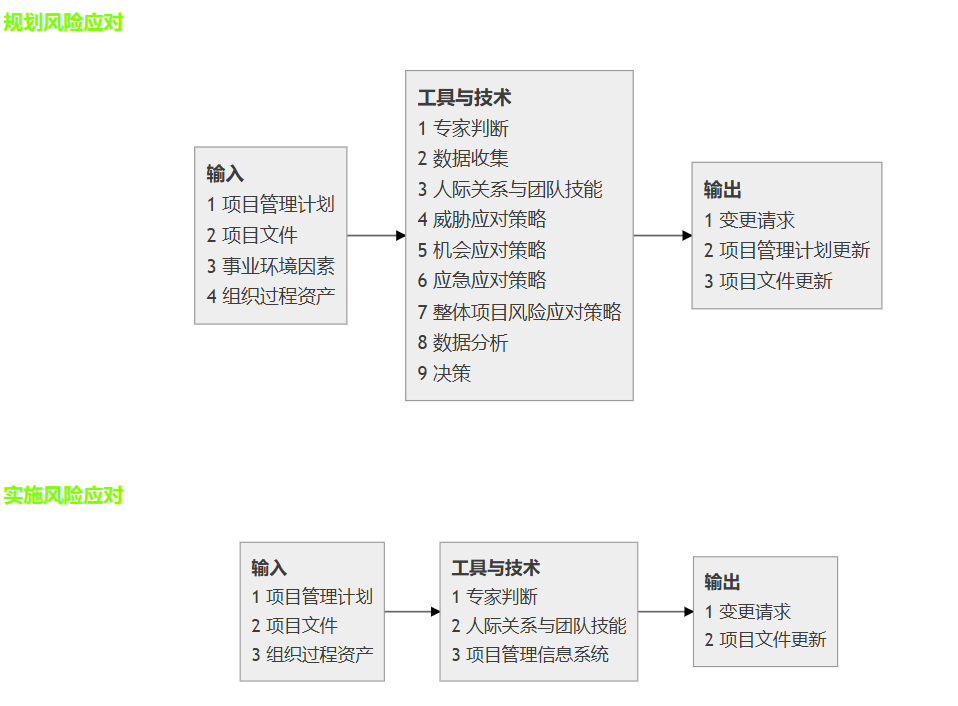 规划风险应对
输入
1 项目管理计划
2 项目文件
3 事业环境因素
4 组织过程资产
工具与技术
1 专家判断
2 数据收集
3 人际关系与团队技能
4 威胁应对策略
5 机会应对策略
6 应急应对策略
7 整体项目风险应对策略
8 数据分析
9 决策
输出
1 变更请求
2 项目管理计划更新
3 项目文件更新
实施风险应对
输入
1 项目管理计划
2 项目文件
3 组织过程资产
工具与技术
1 专家判断
2 人际关系与团队技能
3 项目管理信息系统
输出
1 变更请求
2 项目文件更新